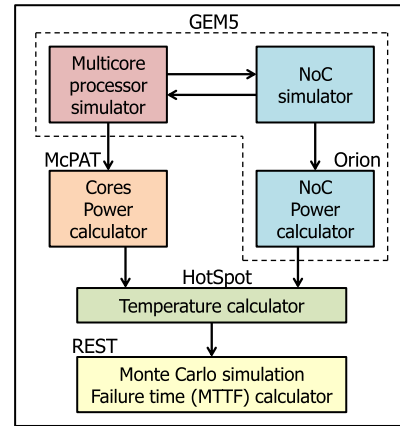 GEM5
Multicore
processor
simulator
NoC
simulator
McPAT
Orion
Cores
Power
calculator
NoC
Power
calculator
HotSpot
Temperature calculator
REST
Monte Carlo simulation
Failure time (MTTF) calculator